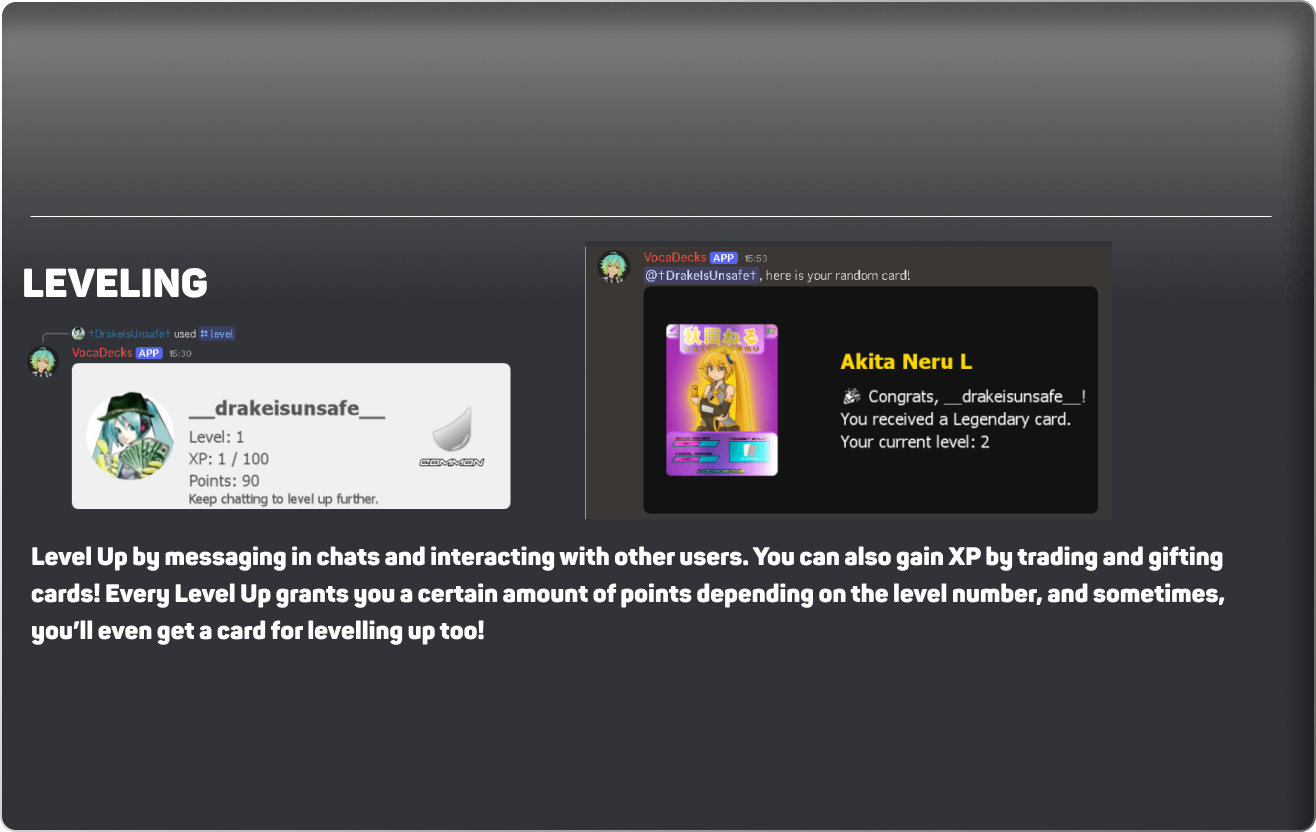 LEVELING
†DrakeIsUnsafe† used level
VocaDecks APP 15:30
__drakeisunsafe__
Level: 1
XP: 1 / 100
Points: 90
Keep chatting to level up further.
COMMON
VocaDecks APP 15:53
@†DrakeIsUnsafe†, here is your random card!
秋田ねる
Akita Neru L
Congrats, __drakeisunsafe__!
You received a Legendary card.
Your current level: 2
Level Up by messaging in chats and interacting with other users. You can also gain XP by trading and gifting
cards! Every Level Up grants you a certain amount of points depending on the level number, and sometimes,
you’ll even get a card for levelling up too!